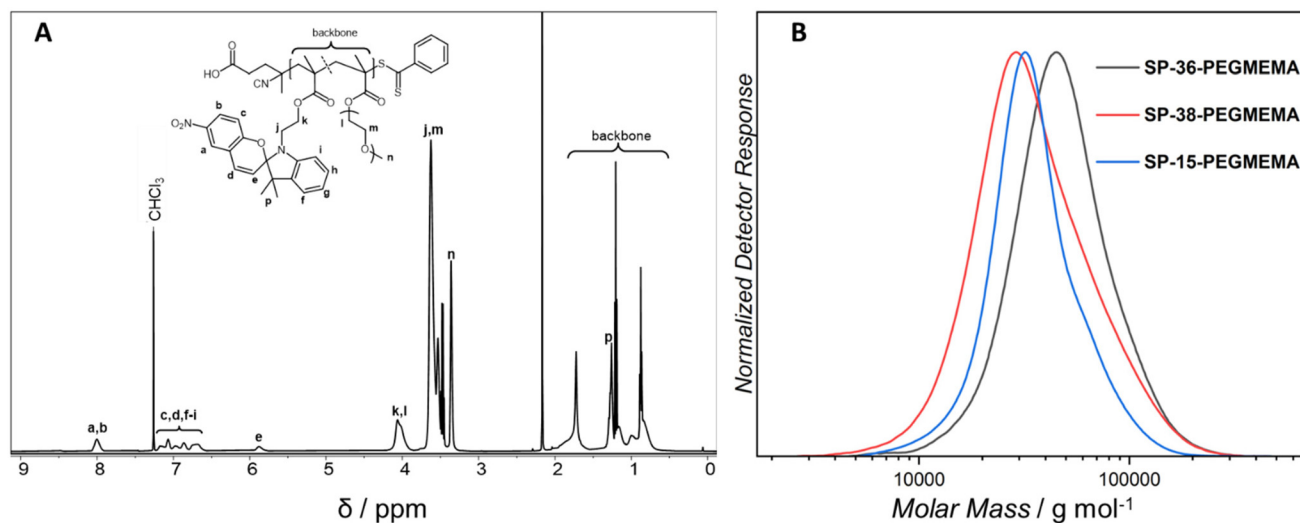 A
backbone
O
HO
CN
S
S
O
O
O
O
l
k
m
j
O
n
b
c
NO₂
O
N
i
a
h
d
e
g
p
f
CHCl₃
j,m
n
backbone
p
k,l
a,b
c,d,f-i
e
9 8 7 6 5 4 3 2 1 0
δ / ppm
B
SP-36-PEGMEMA
SP-38-PEGMEMA
SP-15-PEGMEMA
Normalized Detector Response
10000 100000
Molar Mass / g mol⁻¹